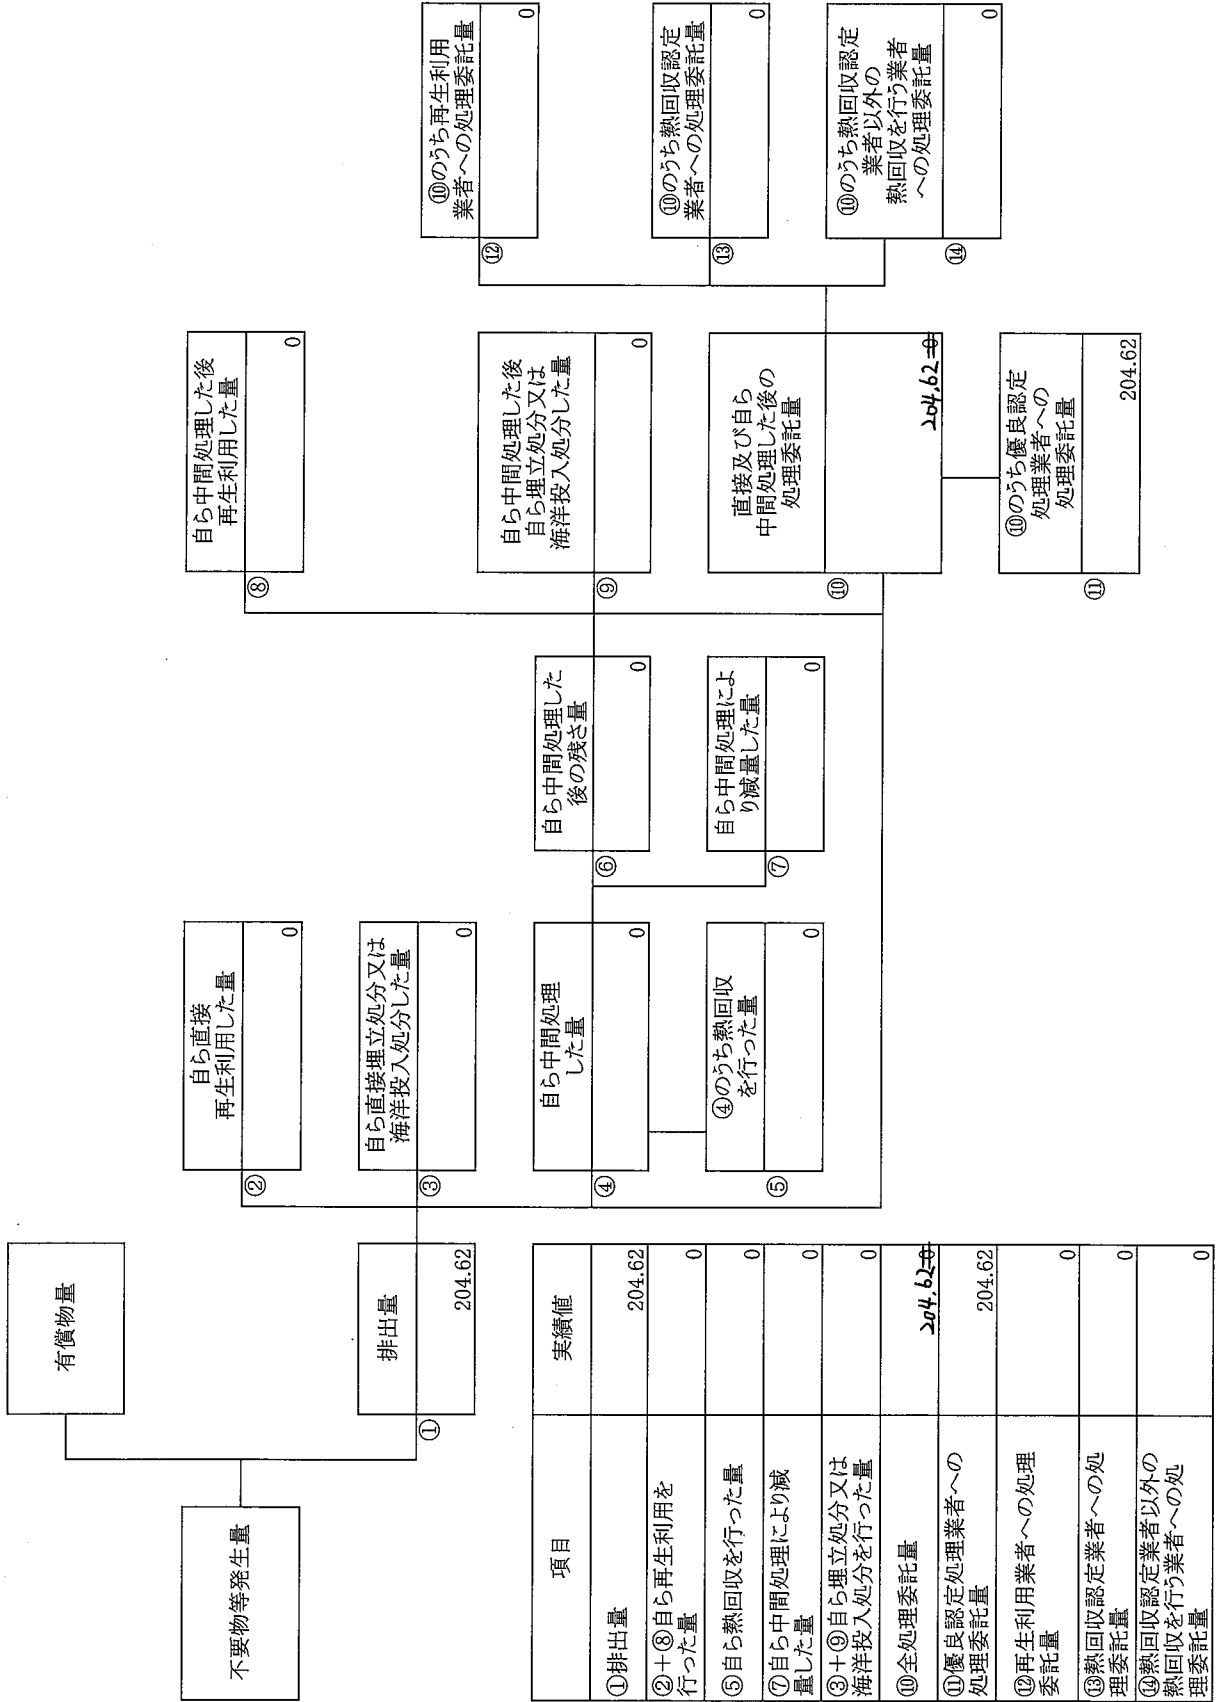 不要物等発生量
有償物量
排出量
①
204.62
自ら直接
再生利用した量
②
0
自ら直接埋立処分又は
海洋投入処分した量
③
0
自ら中間処理
した量
④
0
④のうち熱回収
を行った量
⑤
0
自ら中間処理した
後の残さ量
⑥
0
自ら中間処理によ
り減量した量
⑦
0
自ら中間処理した後
再生利用した量
⑧
0
自ら中間処理した後
自ら埋立処分又は
海洋投入処分した量
⑨
0
直接及び自ら
中間処理した後の
処理委託量
⑩
204.62 0
⑩のうち優良認定
処理業者への
処理委託量
⑪
204.62
⑩のうち再生利用
業者への処理委託量
⑫
0
⑩のうち熱回収認定
業者への処理委託量
⑬
0
⑩のうち熱回収認定
業者以外の
熱回収を行う業者
への処理委託量
⑭
0
項目 実績値
①排出量 204.62
②+⑧自ら再生利用を
行った量 0
⑤自ら熱回収を行った量 0
⑦自ら中間処理により減
量した量 0
③+⑨自ら埋立処分又は
海洋投入処分を行った量 0
⑩全処理委託量 204.62 0
⑪優良認定処理業者への
処理委託量 204.62
⑫再生利用業者への処理
委託量 0
⑬熱回収認定業者への処
理委託量 0
⑭熱回収認定業者以外の
熱回収を行う業者への処
理委託量 0